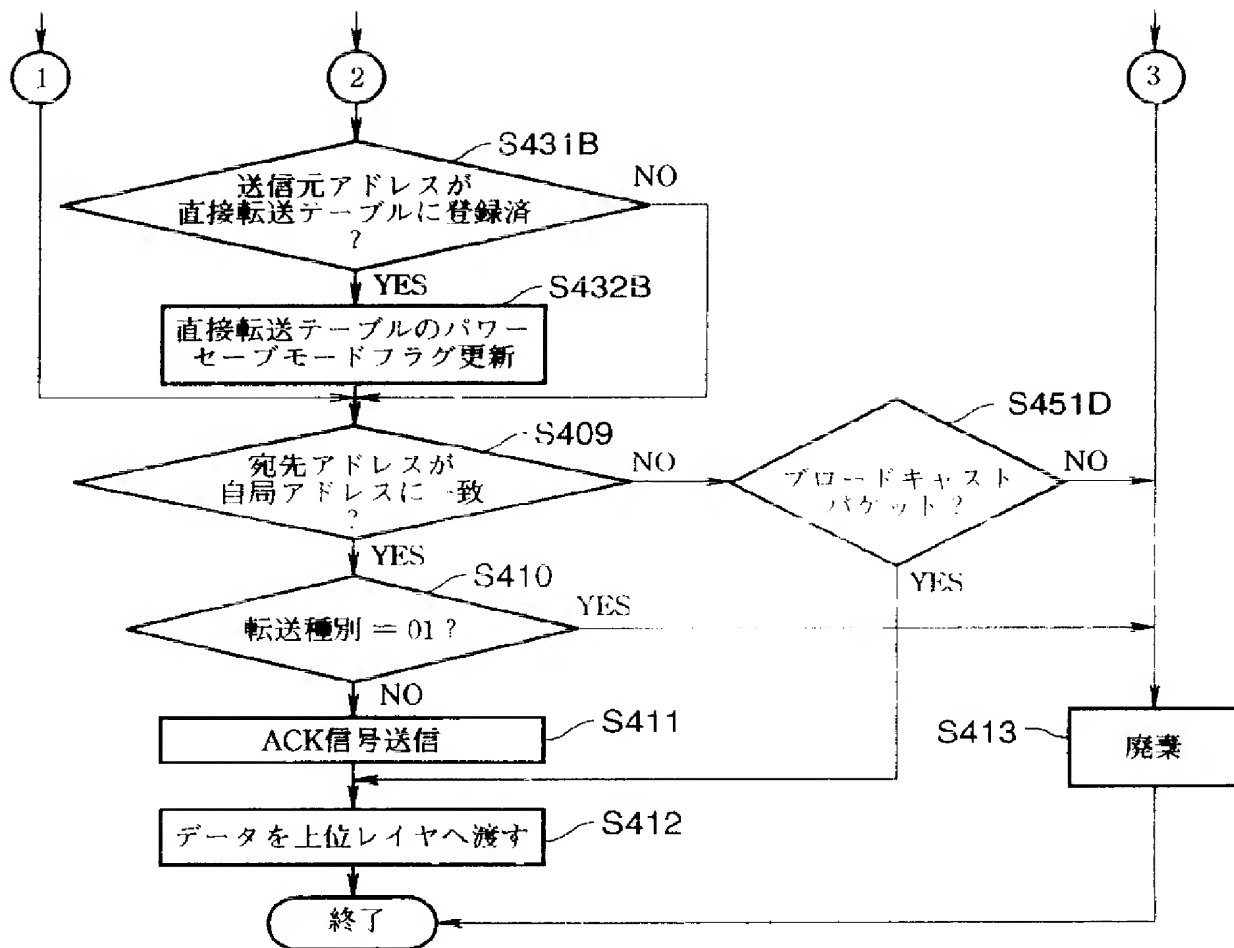 1
2
3
S431B
送信元アドレスが
直接転送テーブルに登録済
?
NO
YES
S432B
直接転送テーブルのパワー
セーブモードフラグ更新
S409
宛先アドレスが
自局アドレスに一致
?
NO
YES
S451D
ブロードキャスト
パケット?
NO
YES
S410
転送種別=01?
YES
NO
S411
ACK信号送信
S413
廃棄
S412
データを上位レイヤへ渡す
終了